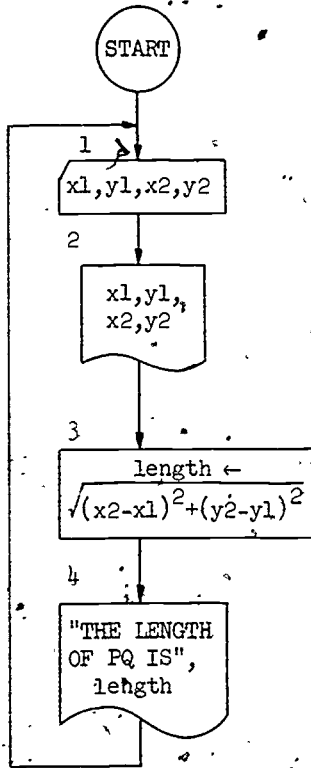 START
1
x1,y1,x2,y2
2
x1,y1,
x2,y2
3
length ←
√(x2-x1)²+(y2-y1)²
4
"THE LENGTH
OF PQ IS",
length